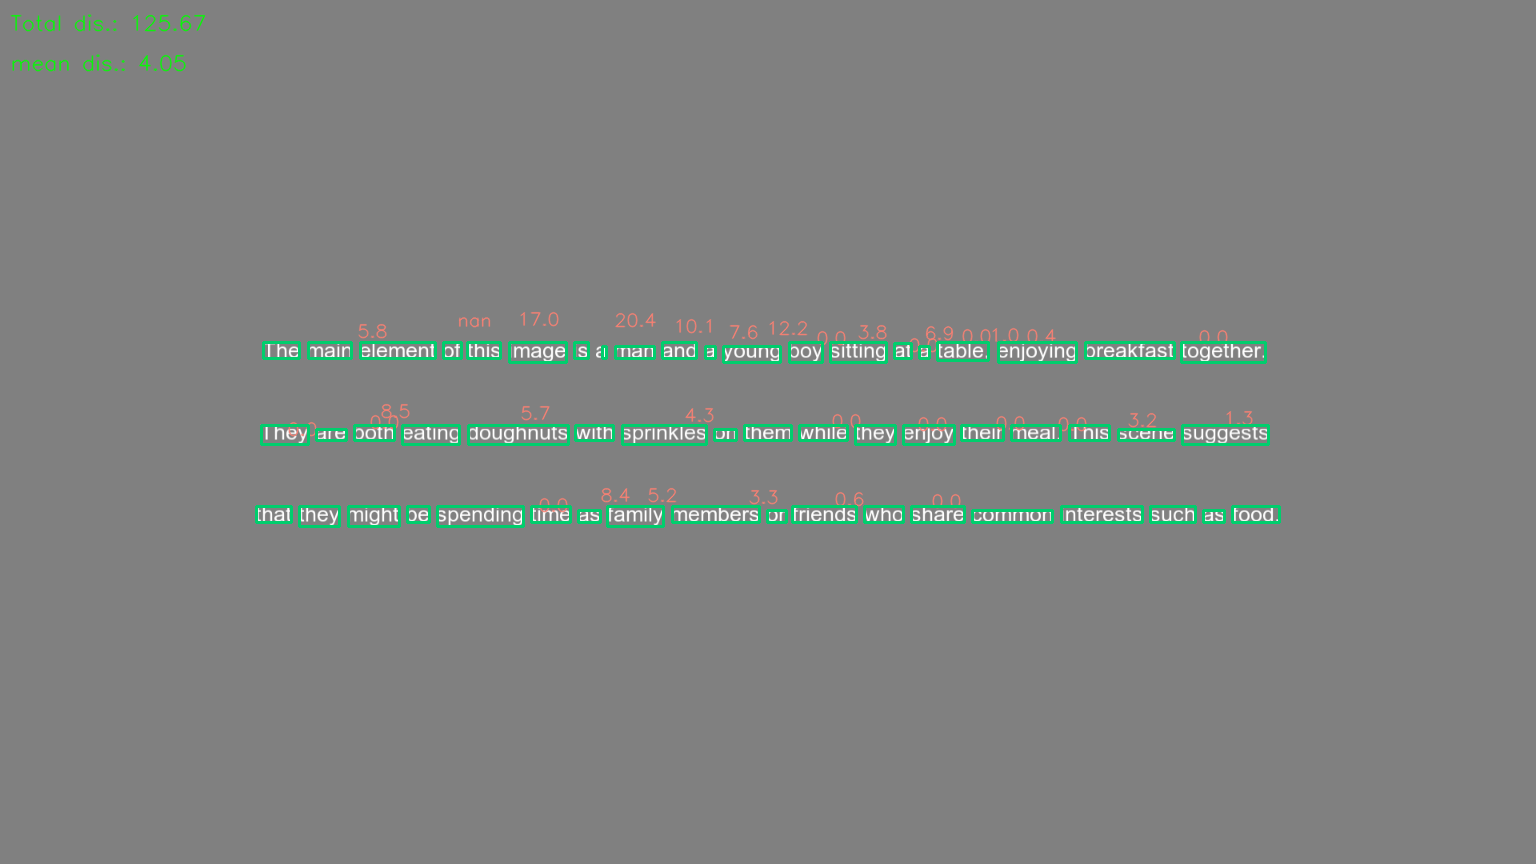 Total dis.: 125.67
mean dis.: 4.05
5.8 nan 17.0 20.4 10.1 7.6 12.2 0.0 3.8 0.0 6.9 0.0 1.0 0.4 0.0
The main element of this image is a man and a young boy sitting at a table, enjoying breakfast together.
0.0 8.5 5.7 4.3 0.0 0.0 0.0 0.0 3.2 1.3
They are both eating doughnuts with sprinkles on them while they enjoy their meal. This scene suggests
0.0 8.4 5.2 3.3 0.6 0.0
that they might be spending time as family members or friends who share common interests such as food.